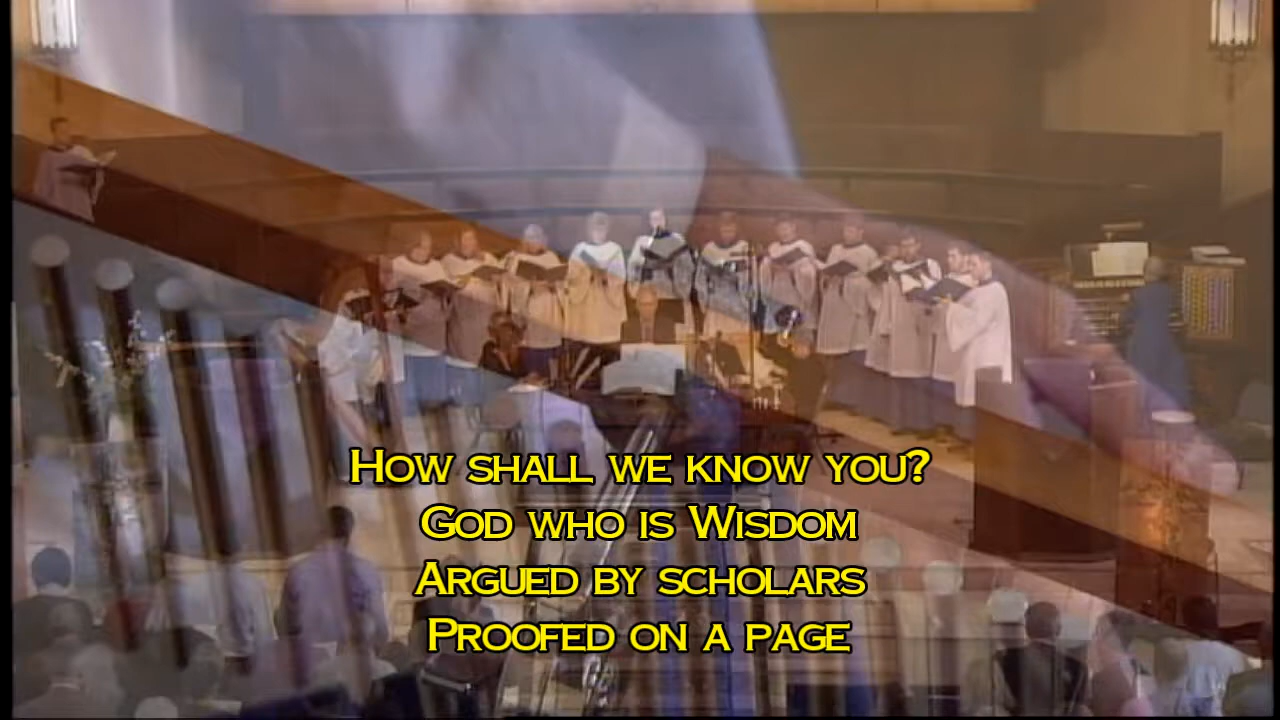 How shall we know you?
God who is Wisdom
Argued by scholars
Proofed on a page